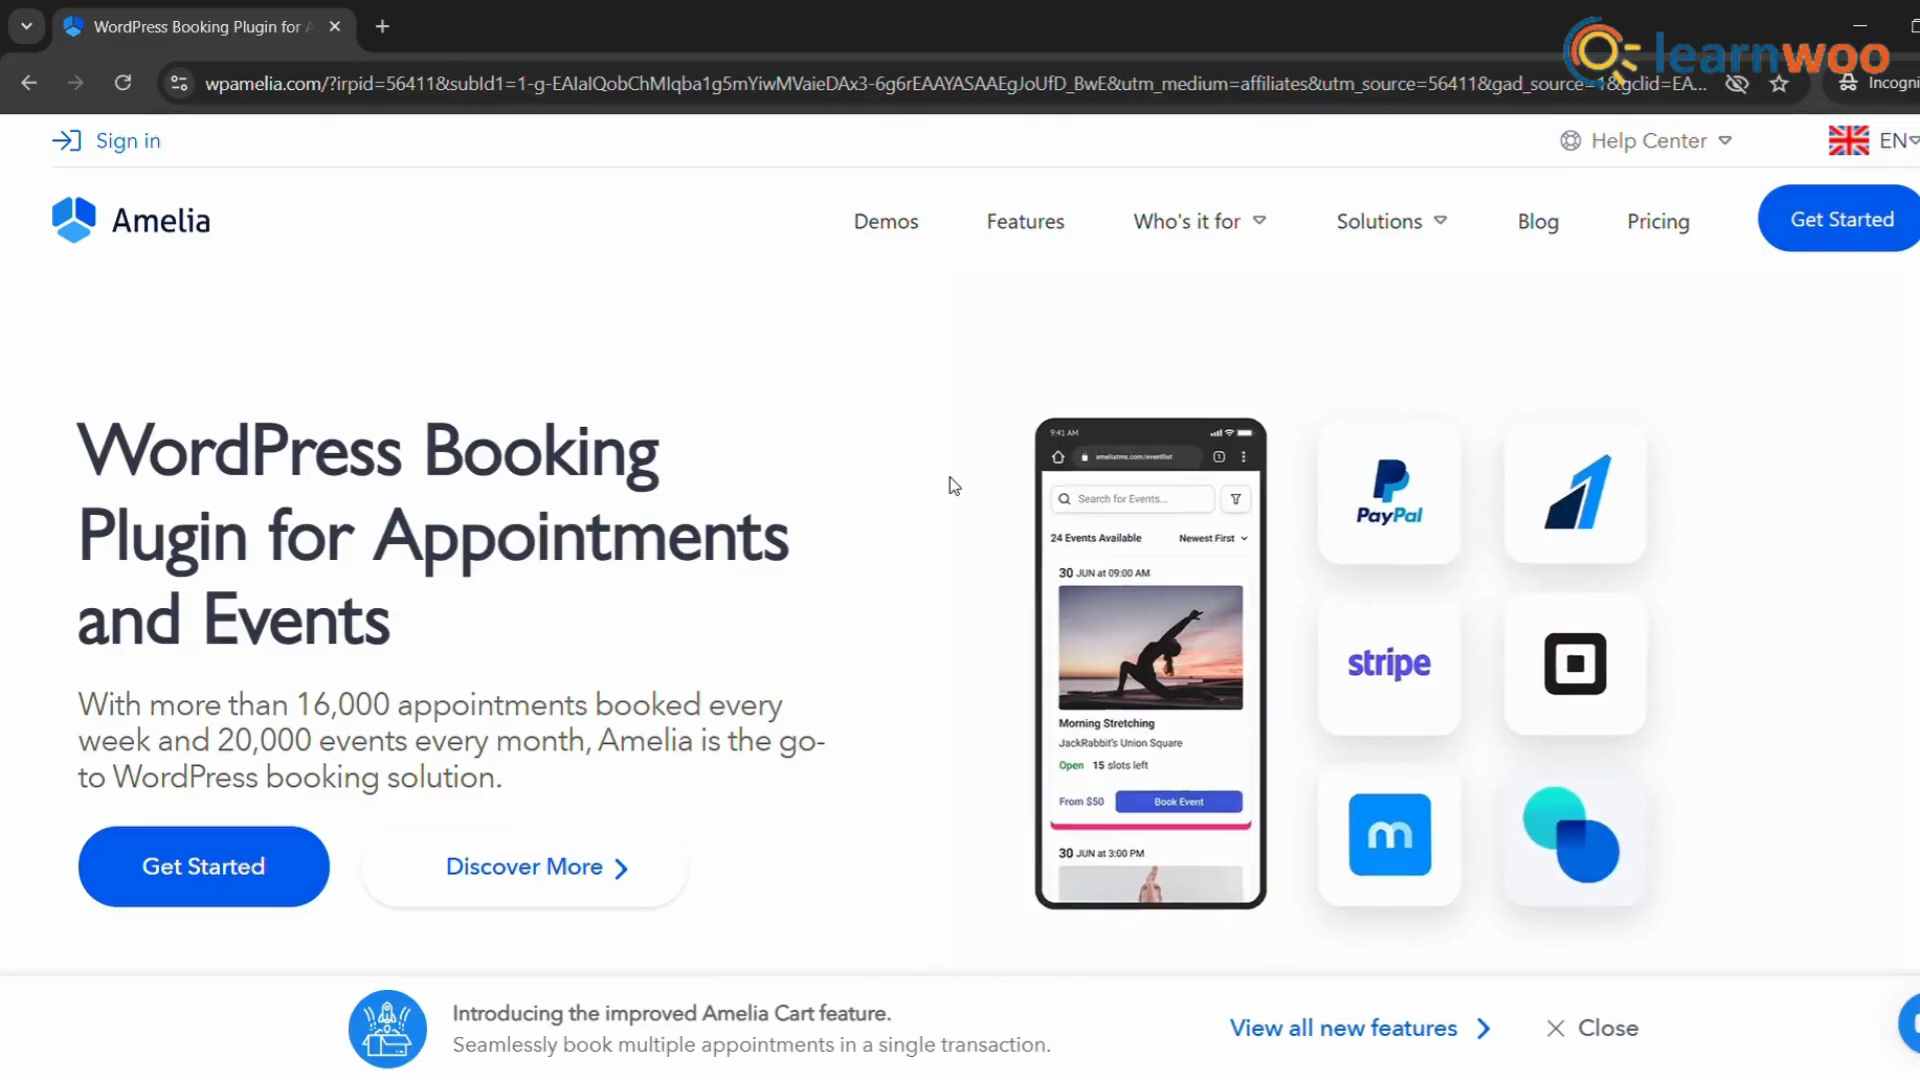 WordPress Booking Plugin for A
learnwoo
wpamelia.com/?irpid=56411&subId1=1-g-EAIaIQobChMIqba1g5mYiwMVaieDAx3-6g6rEAAYASAAEgJoUfD_BwE&utm_medium=affiliates&utm_source=56411&gad_source=1&gclid=EA...
Incogni
Sign in
Help Center
EN
Amelia
Demos
Features
Who's it for
Solutions
Blog
Pricing
Get Started
WordPress Booking
Plugin for Appointments
and Events
With more than 16,000 appointments booked every
week and 20,000 events every month, Amelia is the go-
to WordPress booking solution.
Get Started
Discover More
9:41 AM
ameliatms.com/eventlist
Search for Events...
24 Events Available
Newest First
30 JUN at 09:00 AM
Morning Stretching
JackRabbit's Union Square
Open 15 slots left
From $50
Book Event
30 JUN at 3:00 PM
PayPal
stripe
m
Introducing the improved Amelia Cart feature.
Seamlessly book multiple appointments in a single transaction.
View all new features
Close